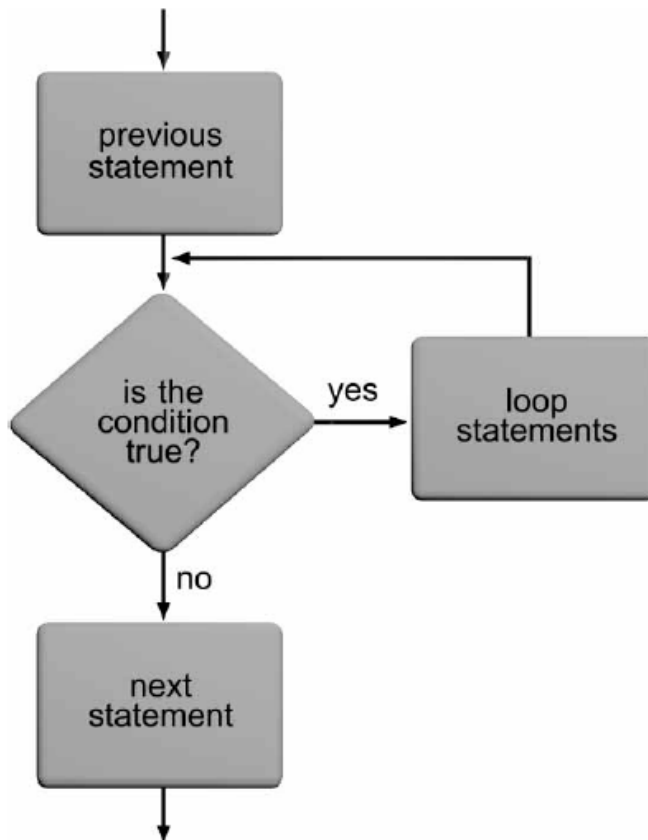 previous
statement
is the
condition
true?
yes
loop
statements
no
next
statement